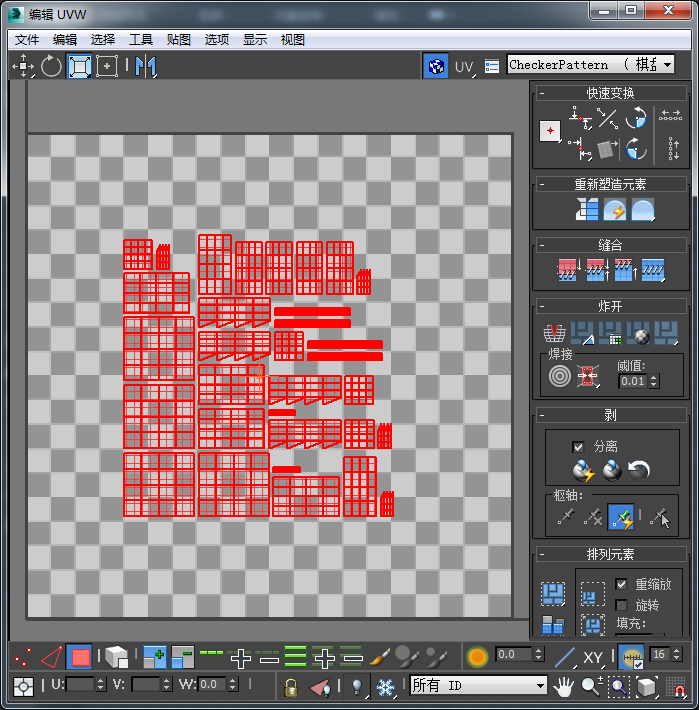 编辑 UVW
文件 编辑 选择 工具 贴图 选项 显示 视图
UV CheckerPattern ( 棋
- 快速变换
- 重新塑造元素
- 缝合
- 炸开
焊接
阈值:
0.01
- 剥
分离
枢轴:
- 排列元素
重缩放
旋转
填充:
0.0 XY 16
U: V: W: 0.0 所有 ID